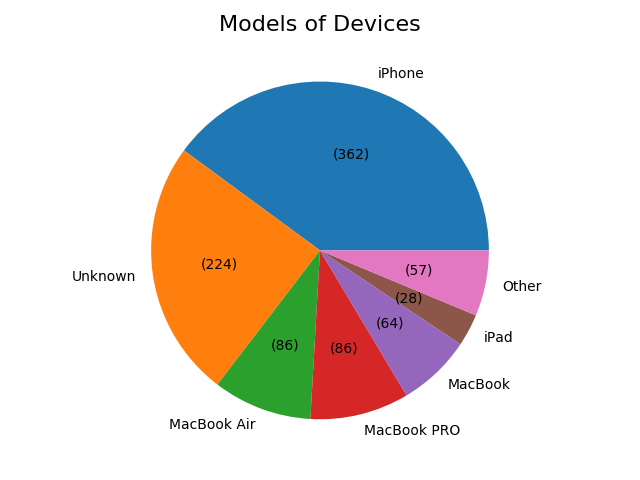 Models of Devices
iPhone
(362)
Unknown
(224)
MacBook Air
(86)
MacBook PRO
(86)
MacBook
(64)
iPad
(28)
Other
(57)